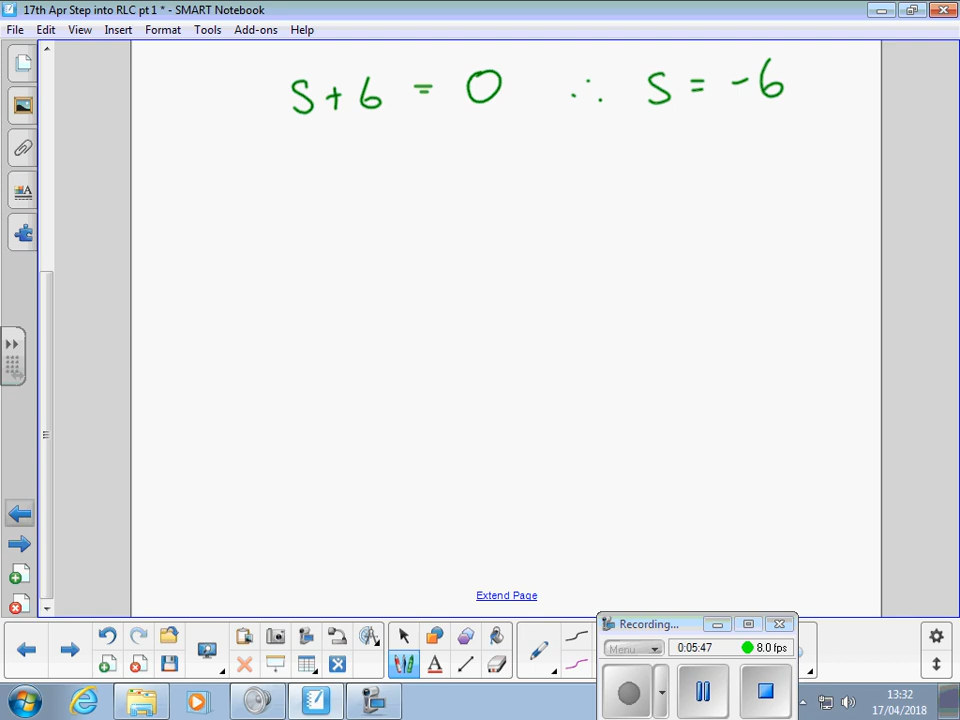 17th Apr Step into RLC pt 1 * - SMART Notebook
File Edit View Insert Format Tools Add-ons Help
S + 6 = 0 ∴ S = -6
Extend Page
Recording...
Menu 0:05:47 8.0 fps
13:32
17/04/2018